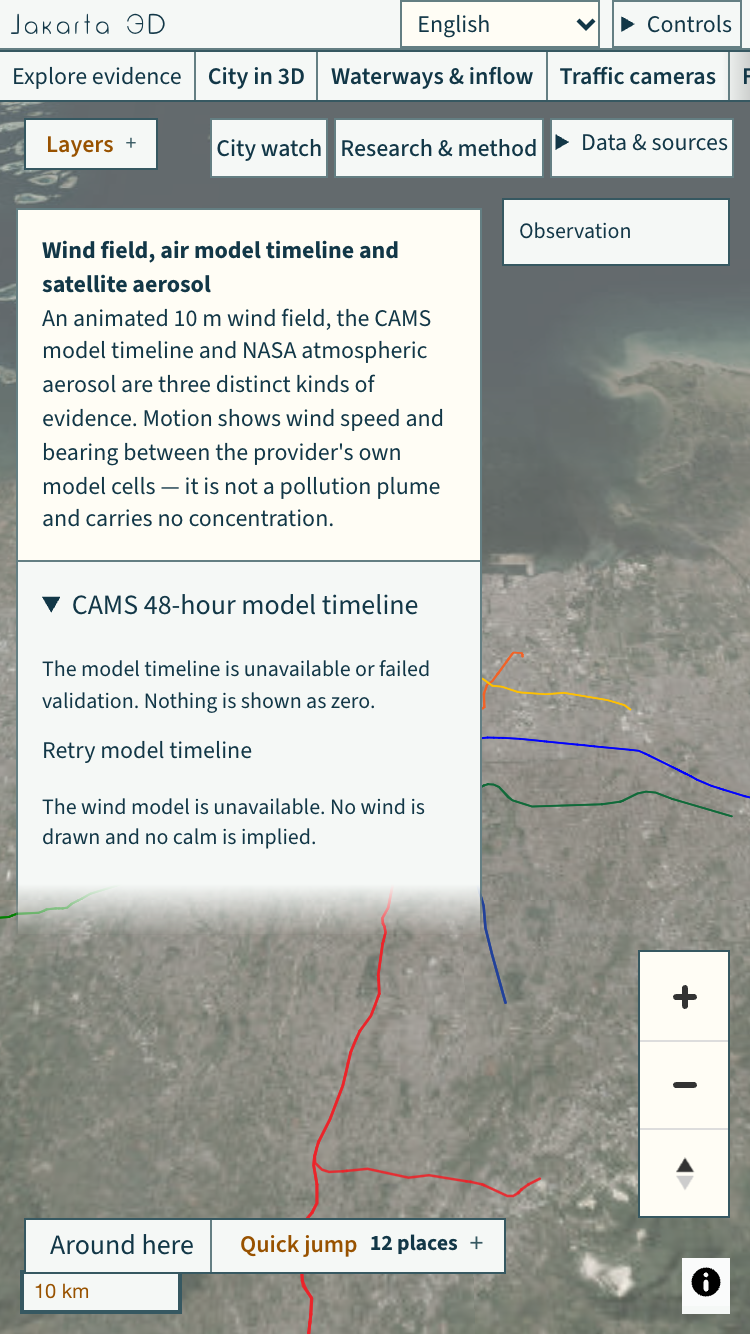 Jakarta 3D
English
Controls
Explore evidence
City in 3D
Waterways & inflow
Traffic cameras
Layers +
City watch
Research & method
Data & sources
Observation
Wind field, air model timeline and
satellite aerosol
An animated 10 m wind field, the CAMS
model timeline and NASA atmospheric
aerosol are three distinct kinds of
evidence. Motion shows wind speed and
bearing between the provider's own
model cells — it is not a pollution plume
and carries no concentration.
CAMS 48-hour model timeline
The model timeline is unavailable or failed
validation. Nothing is shown as zero.
Retry model timeline
The wind model is unavailable. No wind is
drawn and no calm is implied.
Around here
Quick jump 12 places +
10 km